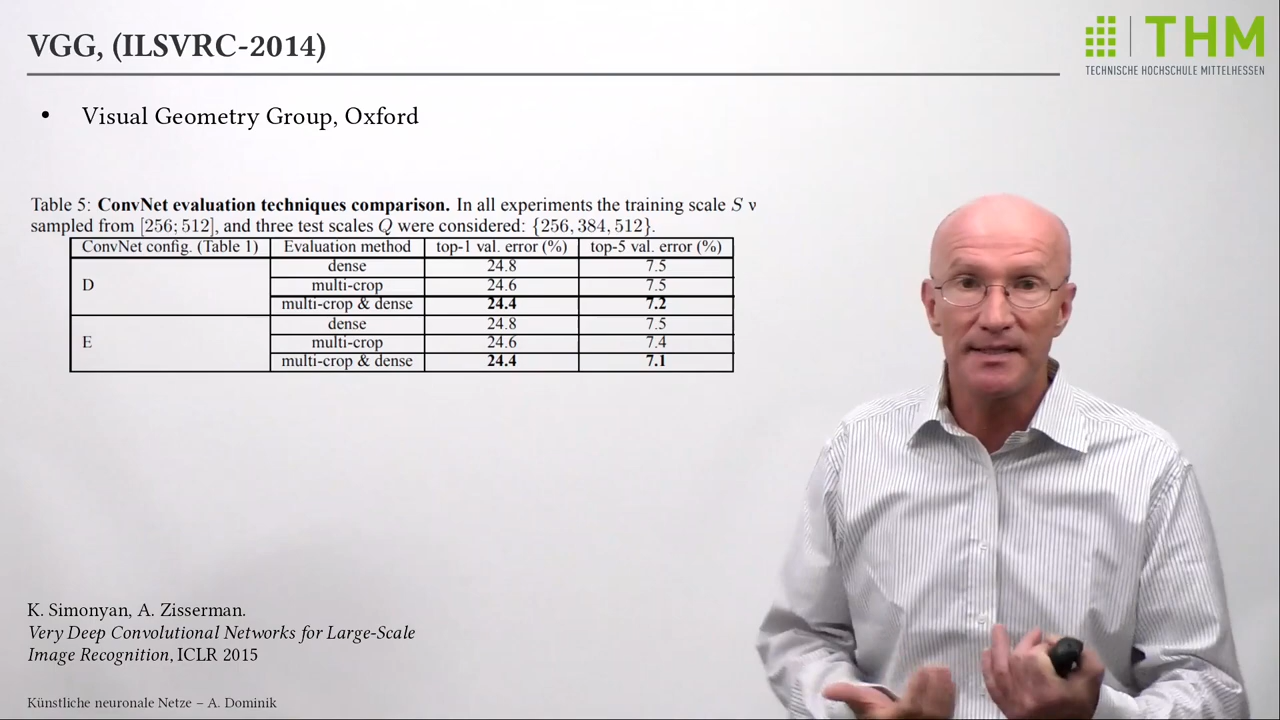 VGG, (ILSVRC-2014)
THM
TECHNISCHE HOCHSCHULE MITTELHESSEN
• Visual Geometry Group, Oxford
Table 5: ConvNet evaluation techniques comparison. In all experiments the training scale S v
sampled from [256; 512], and three test scales Q were considered: {256, 384, 512}.
ConvNet config. (Table 1) Evaluation method top-1 val. error (%) top-5 val. error (%)
D dense 24.8 7.5
multi-crop 24.6 7.5
multi-crop & dense 24.4 7.2
E dense 24.8 7.5
multi-crop 24.6 7.4
multi-crop & dense 24.4 7.1
K. Simonyan, A. Zisserman.
Very Deep Convolutional Networks for Large-Scale
Image Recognition, ICLR 2015
Künstliche neuronale Netze – A. Dominik